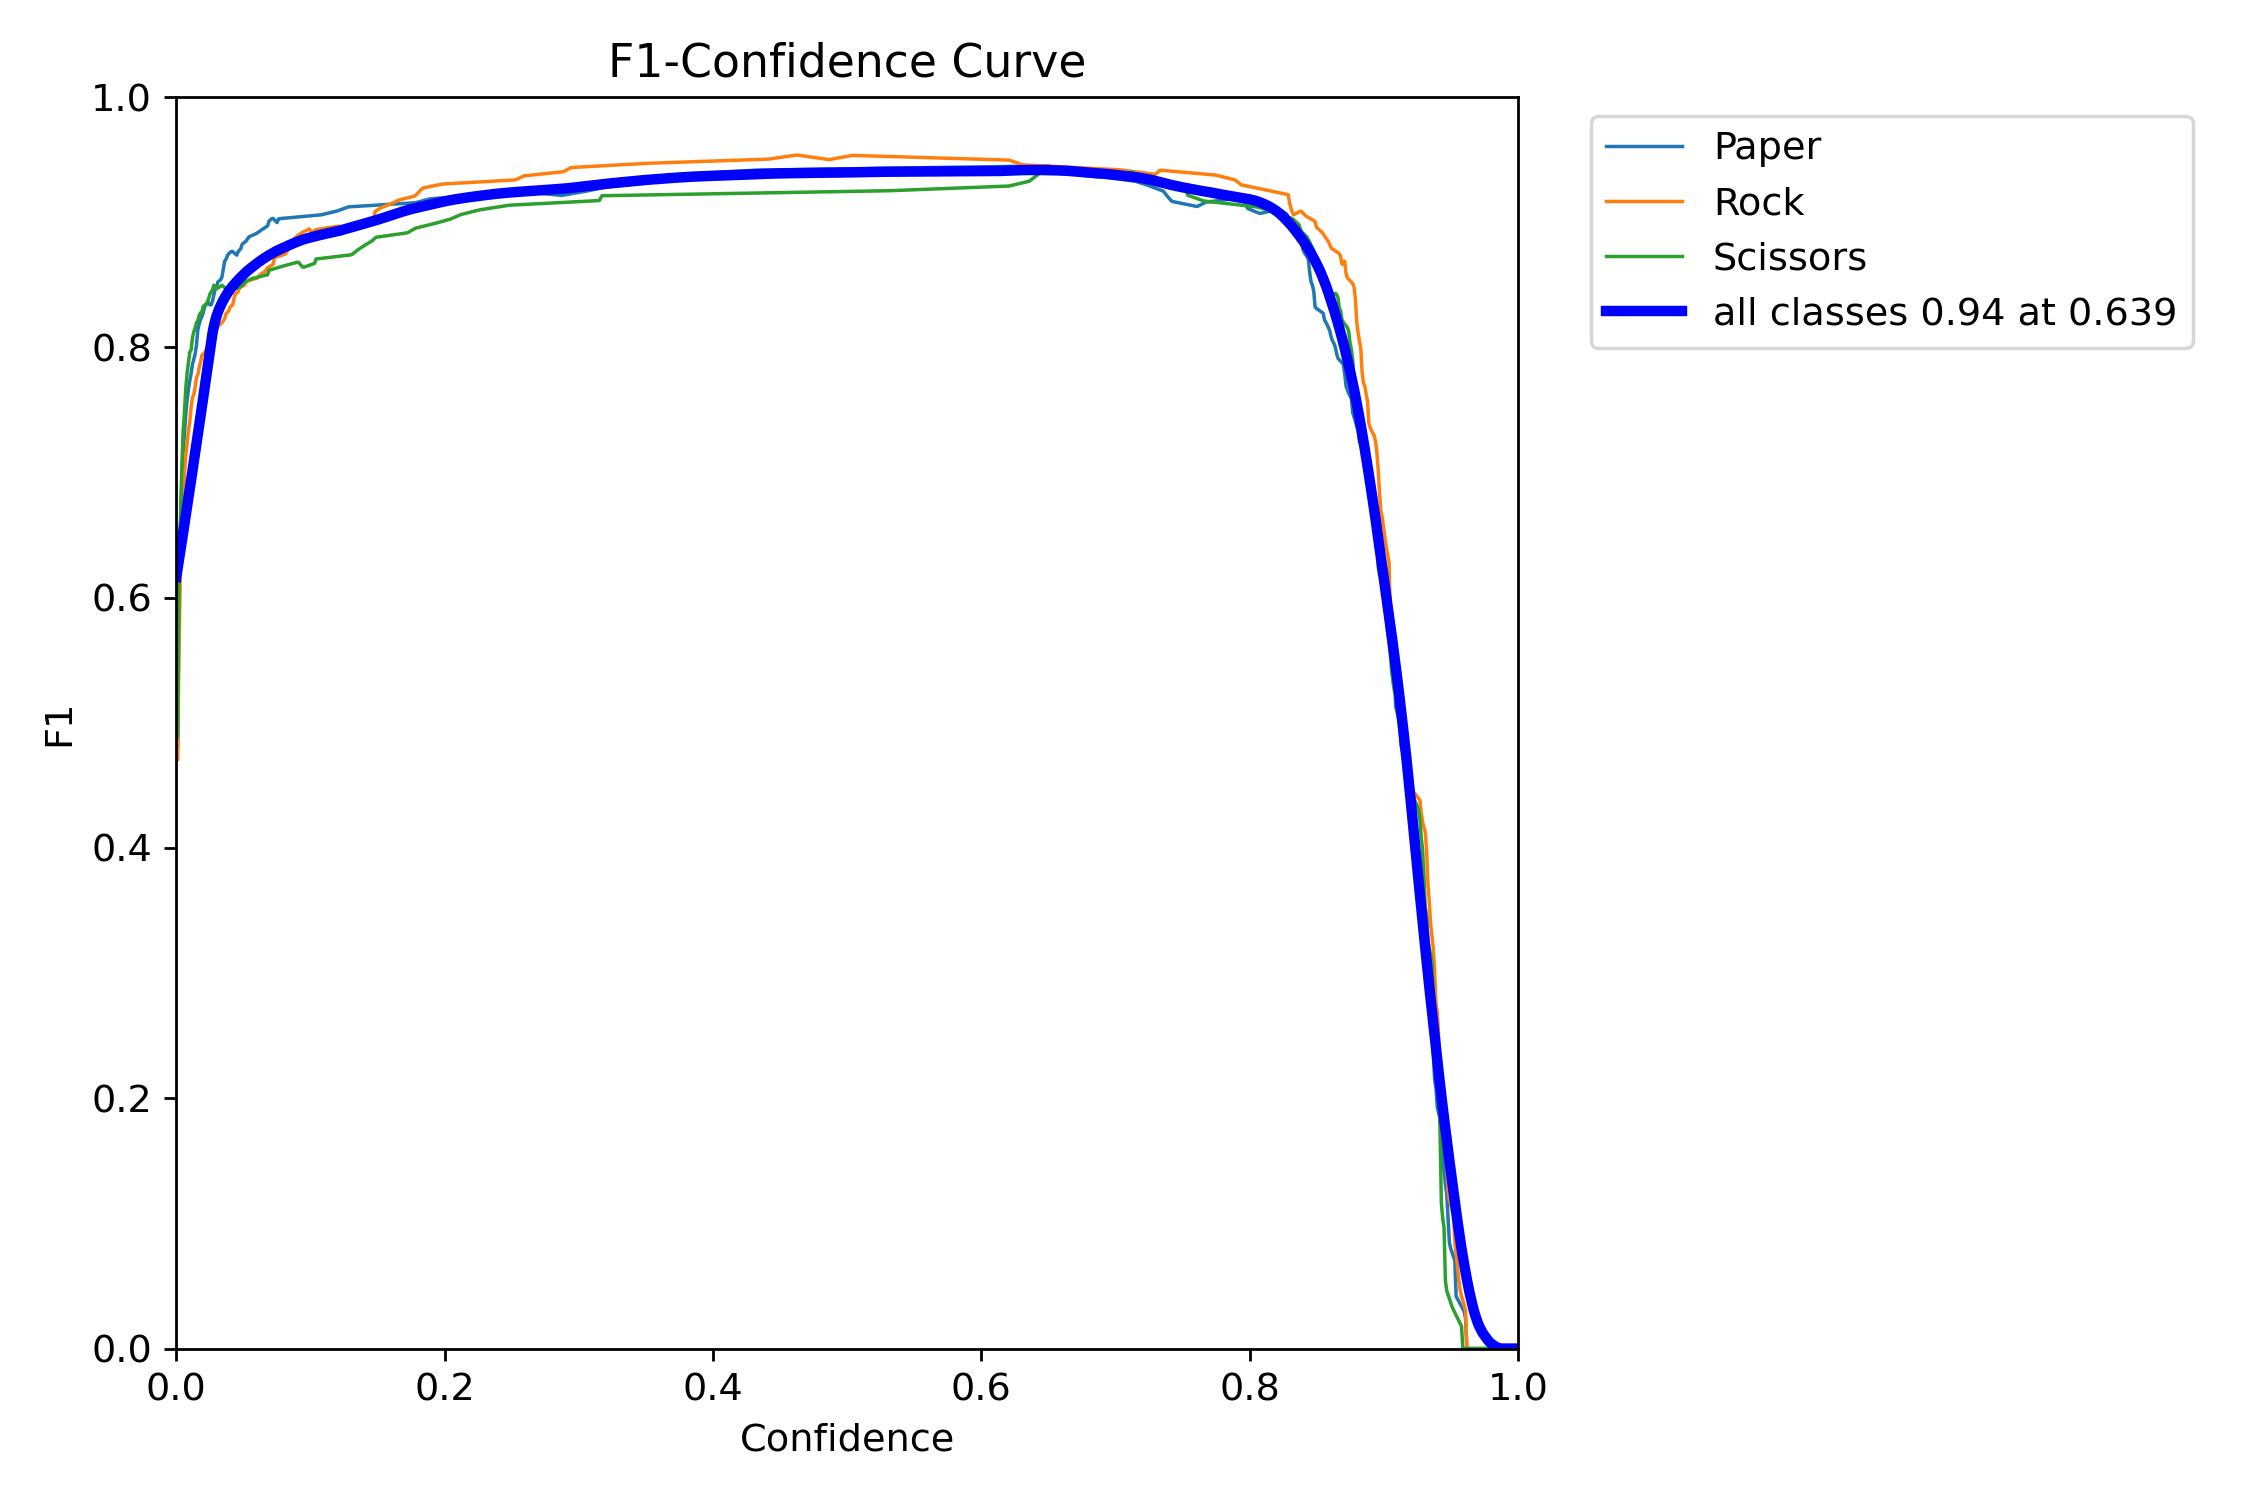 F1-Confidence Curve
1.0
0.8
0.6
0.4
0.2
0.0
F1
0.0 0.2 0.4 0.6 0.8 1.0
Confidence
Paper
Rock
Scissors
all classes 0.94 at 0.639